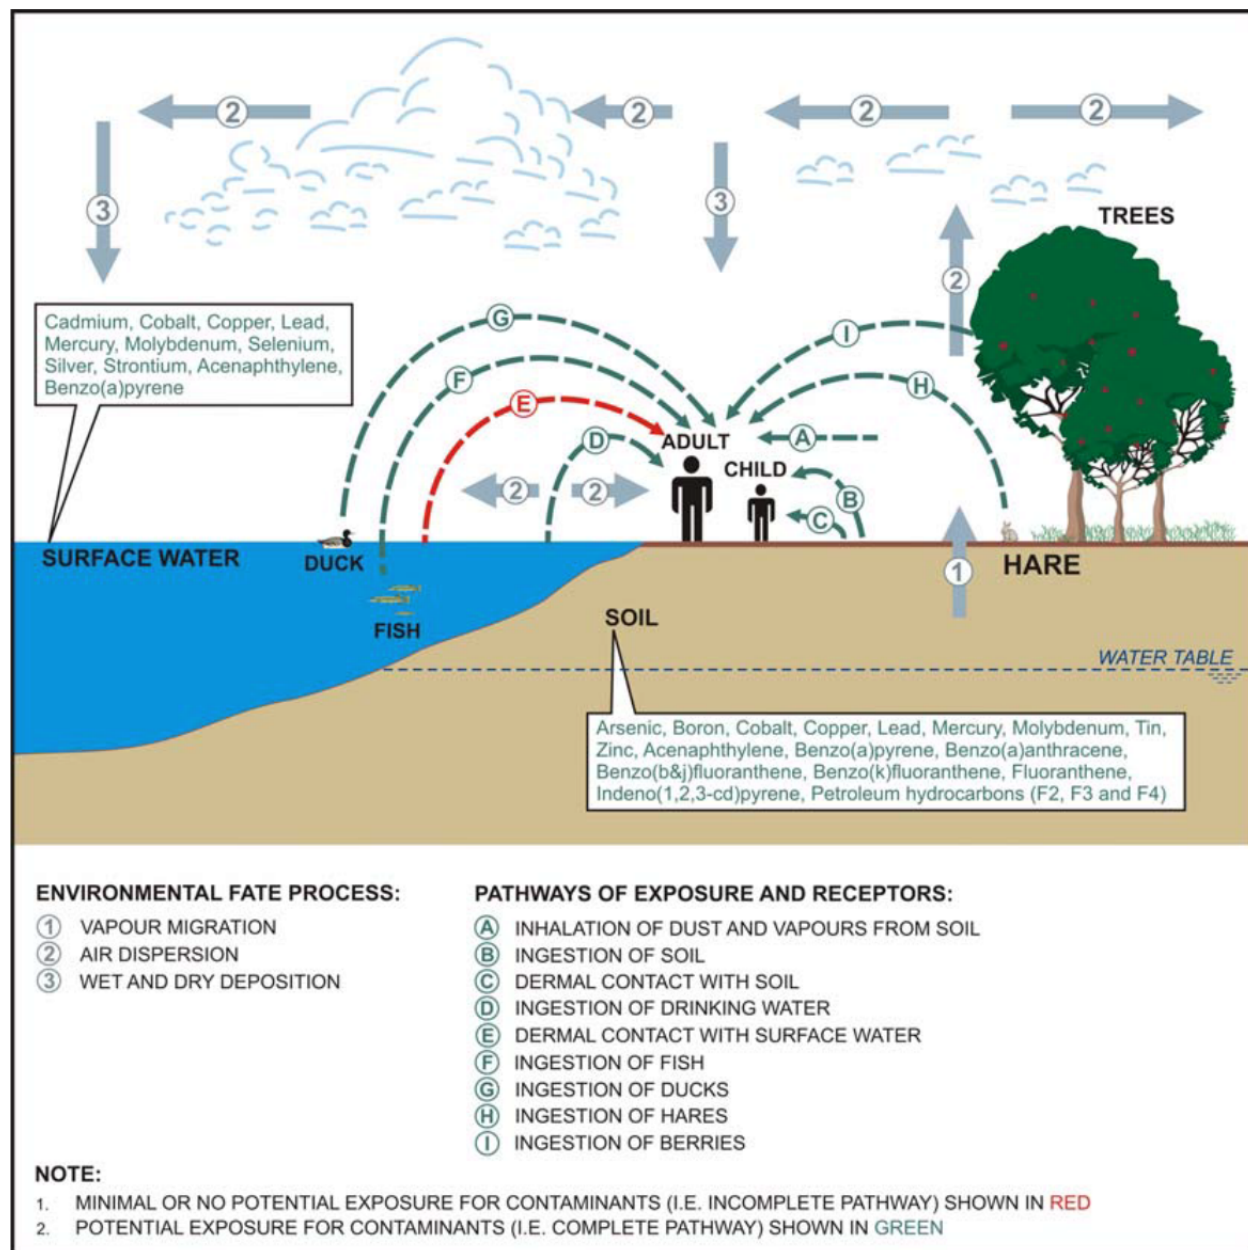 2
2
2
2
3
3
TREES
2
Cadmium, Cobalt, Copper, Lead,
Mercury, Molybdenum, Selenium,
Silver, Strontium, Acenaphthylene,
Benzo(a)pyrene
G
I
F
H
E
D
ADULT
A
CHILD
2
2
B
C
SURFACE WATER
DUCK
1
HARE
FISH
SOIL
WATER TABLE
Arsenic, Boron, Cobalt, Copper, Lead, Mercury, Molybdenum, Tin,
Zinc, Acenaphthylene, Benzo(a)pyrene, Benzo(a)anthracene,
Benzo(b&j)fluoranthene, Benzo(k)fluoranthene, Fluoranthene,
Indeno(1,2,3-cd)pyrene, Petroleum hydrocarbons (F2, F3 and F4)
ENVIRONMENTAL FATE PROCESS:
1 VAPOUR MIGRATION
2 AIR DISPERSION
3 WET AND DRY DEPOSITION
PATHWAYS OF EXPOSURE AND RECEPTORS:
A INHALATION OF DUST AND VAPOURS FROM SOIL
B INGESTION OF SOIL
C DERMAL CONTACT WITH SOIL
D INGESTION OF DRINKING WATER
E DERMAL CONTACT WITH SURFACE WATER
F INGESTION OF FISH
G INGESTION OF DUCKS
H INGESTION OF HARES
I INGESTION OF BERRIES
NOTE:
1. MINIMAL OR NO POTENTIAL EXPOSURE FOR CONTAMINANTS (I.E. INCOMPLETE PATHWAY) SHOWN IN RED
2. POTENTIAL EXPOSURE FOR CONTAMINANTS (I.E. COMPLETE PATHWAY) SHOWN IN GREEN